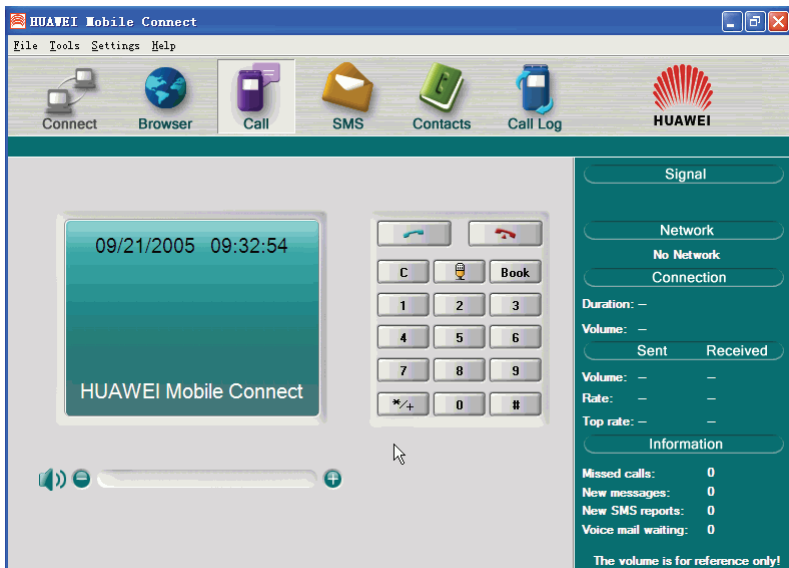 HUAWEI Mobile Connect
File Tools Settings Help
Connect Browser Call SMS Contacts Call Log
HUAWEI
Signal
09/21/2005 09:32:54
Network
No Network
C Book
Connection
1 2 3
Duration: –
4 5 6
Volume: –
Sent Received
7 8 9
Volume: – –
HUAWEI Mobile Connect
*/+ 0 #
Rate: – –
Top rate: – –
Information
Missed calls: 0
New messages: 0
New SMS reports: 0
Voice mail waiting: 0
The volume is for reference only!